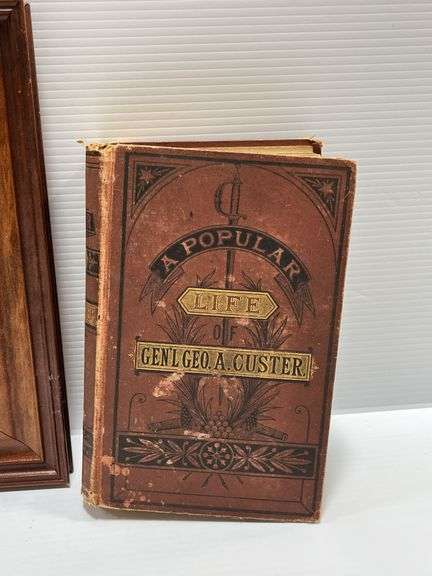 A POPULAR
LIFE
OF
GEN'L GEO. A. CUSTER.